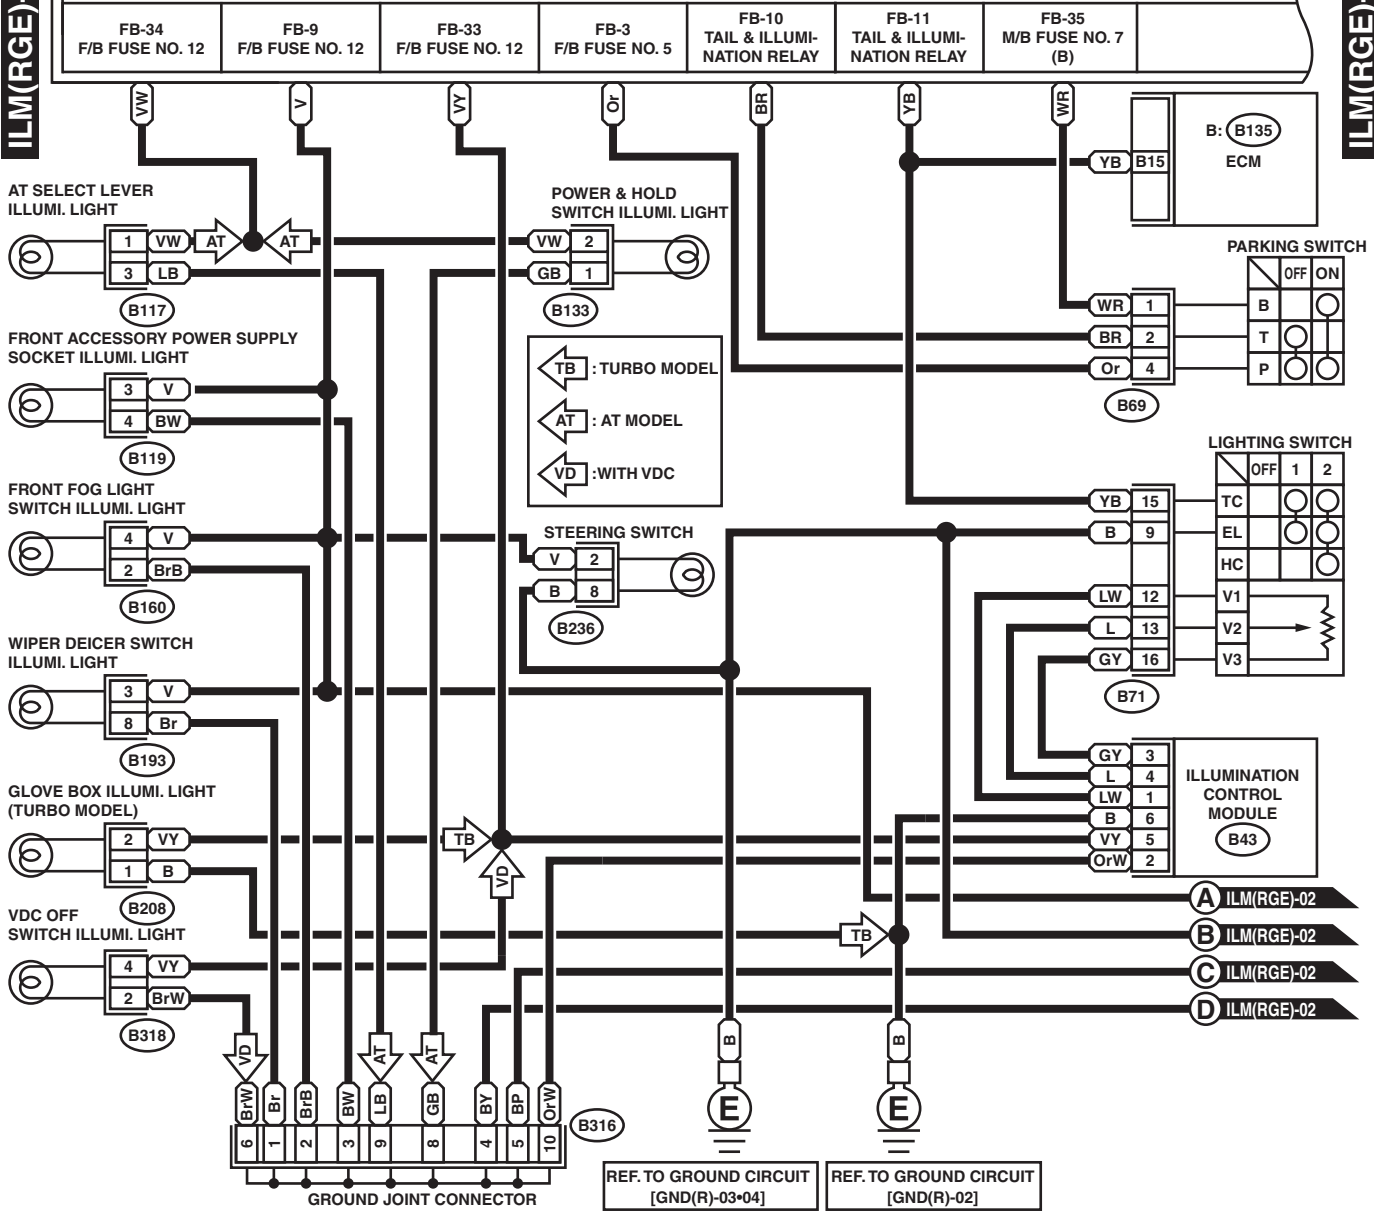 ILM(RGE)-
FB-34
F/B FUSE NO. 12
FB-9
F/B FUSE NO. 12
FB-33
F/B FUSE NO. 12
FB-3
F/B FUSE NO. 5
FB-10
TAIL & ILLUMI-
NATION RELAY
FB-11
TAIL & ILLUMI-
NATION RELAY
FB-35
M/B FUSE NO. 7
(B)
ILM(RGE)-
VW
V
VY
Or
BR
YB
WR
B: B135
ECM
YB B15
AT SELECT LEVER
ILLUMI. LIGHT
1 VW
3 LB
B117
AT
AT
POWER & HOLD
SWITCH ILLUMI. LIGHT
VW 2
GB 1
B133
PARKING SWITCH
OFF ON
B
T
P
WR 1
BR 2
Or 4
B69
FRONT ACCESSORY POWER SUPPLY
SOCKET ILLUMI. LIGHT
3 V
4 BW
B119
TB : TURBO MODEL
AT : AT MODEL
VD :WITH VDC
FRONT FOG LIGHT
SWITCH ILLUMI. LIGHT
4 V
2 BrB
B160
STEERING SWITCH
V 2
B 8
B236
LIGHTING SWITCH
OFF 1 2
YB 15 TC
B 9 EL
HC
LW 12 V1
L 13 V2
GY 16 V3
B71
WIPER DEICER SWITCH
ILLUMI. LIGHT
3 V
8 Br
B193
GLOVE BOX ILLUMI. LIGHT
(TURBO MODEL)
2 VY
1 B
B208
TB
VD
TB
GY 3
L 4
LW 1
B 6
VY 5
OrW 2
ILLUMINATION
CONTROL
MODULE
B43
VDC OFF
SWITCH ILLUMI. LIGHT
4 VY
2 BrW
B318
A ILM(RGE)-02
B ILM(RGE)-02
C ILM(RGE)-02
D ILM(RGE)-02
VD
AT
AT
BrW
Br
BrB
BW
LB
GB
BY
BP
OrW
6
1
2
3
9
8
4
5
10
B316
GROUND JOINT CONNECTOR
B
E
REF. TO GROUND CIRCUIT
[GND(R)-03•04]
B
E
REF. TO GROUND CIRCUIT
[GND(R)-02]